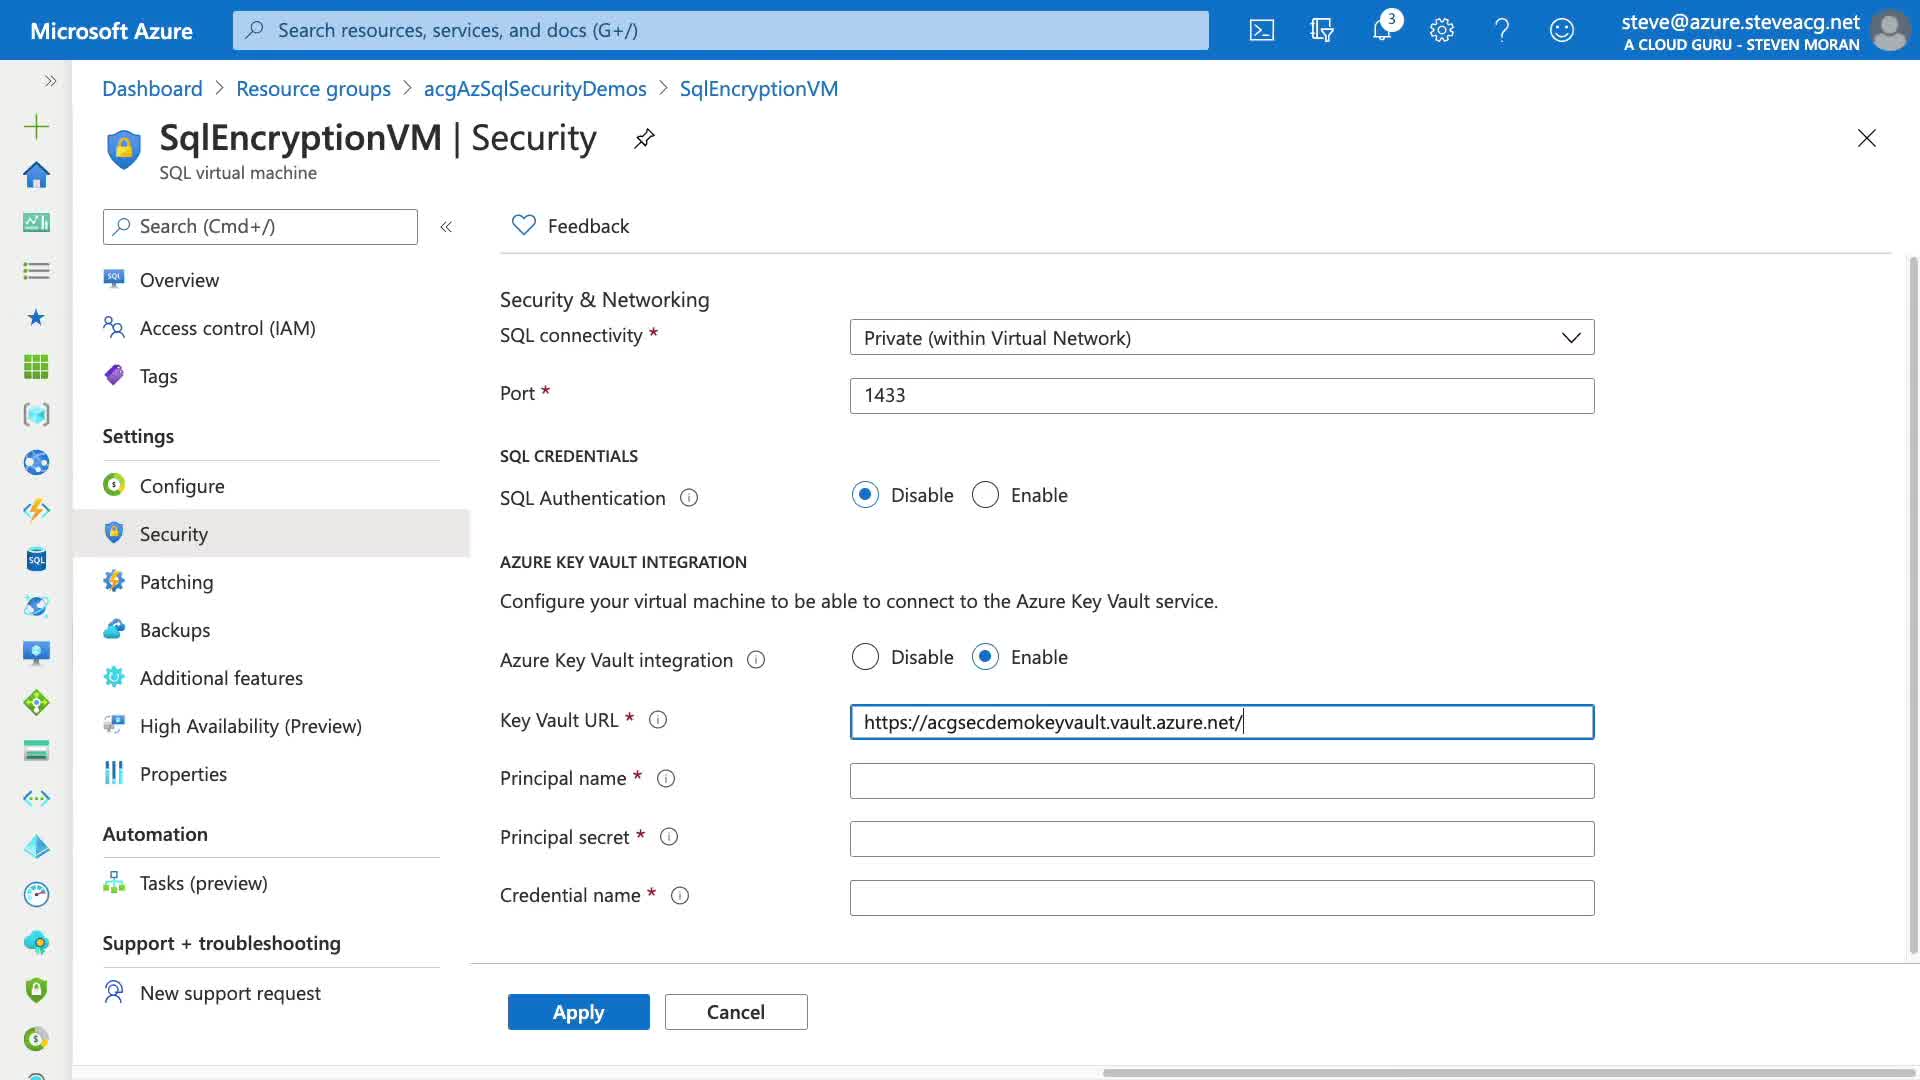 Microsoft Azure
Search resources, services, and docs (G+/)
3
steve@azure.steveacg.net
A CLOUD GURU - STEVEN MORAN
Dashboard > Resource groups > acgAzSqlSecurityDemos > SqlEncryptionVM
SqlEncryptionVM | Security
SQL virtual machine
Search (Cmd+/)
«
Feedback
Overview
Access control (IAM)
Tags
Settings
Configure
Security
Patching
Backups
Additional features
High Availability (Preview)
Properties
Automation
Tasks (preview)
Support + troubleshooting
New support request
Security & Networking
SQL connectivity *
Private (within Virtual Network)
Port *
1433
SQL CREDENTIALS
SQL Authentication
Disable
Enable
AZURE KEY VAULT INTEGRATION
Configure your virtual machine to be able to connect to the Azure Key Vault service.
Azure Key Vault integration
Disable
Enable
Key Vault URL *
https://acgsecdemokeyvault.vault.azure.net/
Principal name *
Principal secret *
Credential name *
Apply
Cancel
SQL
SQL